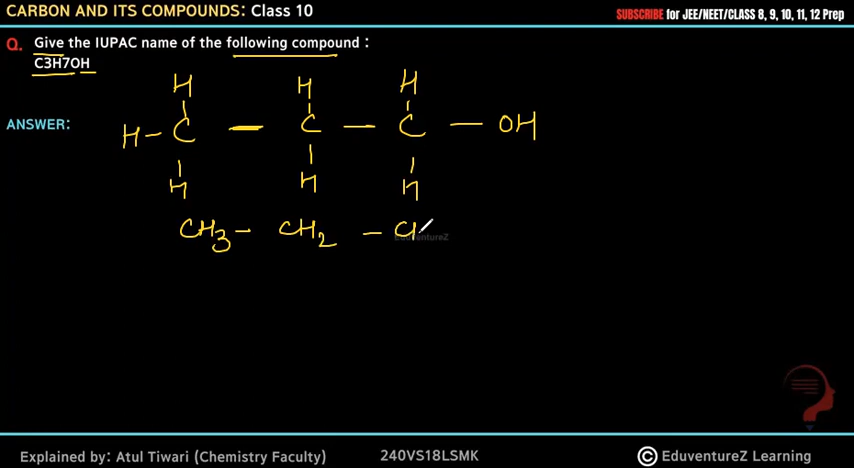 CARBON AND ITS COMPOUNDS: Class 10
SUBSCRIBE for JEE/NEET/CLASS 8, 9, 10, 11, 12 Prep
Q. Give the IUPAC name of the following compound :
C3H7OH
H H H
ANSWER: H - C - C - C - OH
H H H
CH3 - CH2 - CH
EduventureZ
Explained by: Atul Tiwari (Chemistry Faculty) 240VS18LSMK © EduventureZ Learning